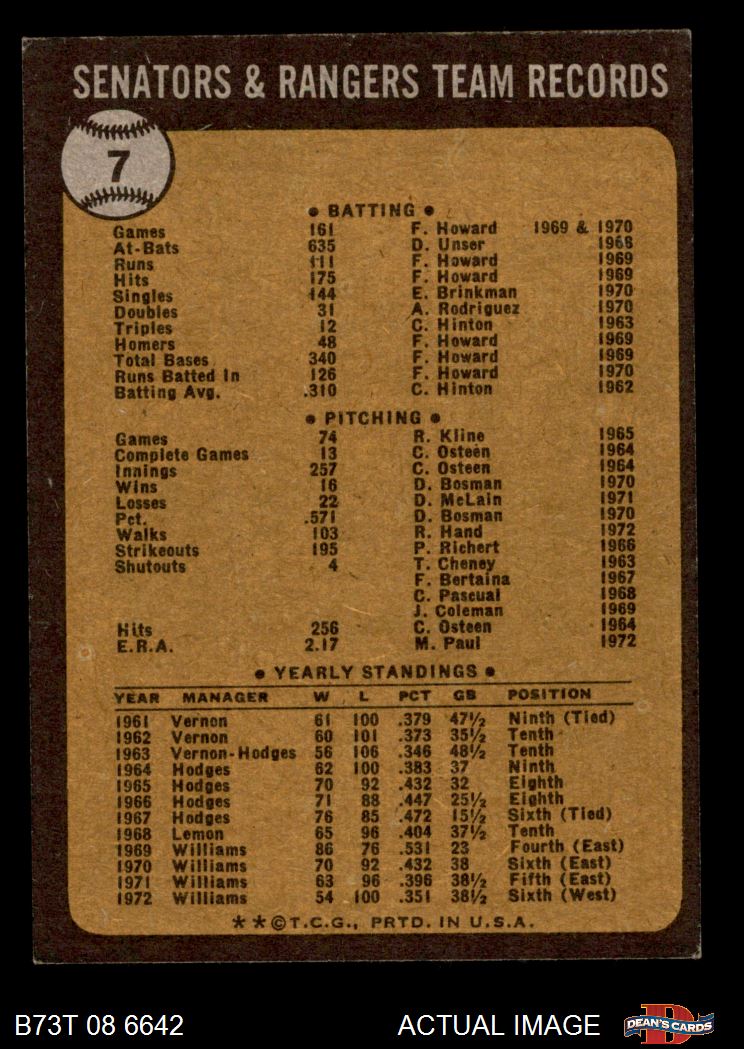 SENATORS & RANGERS TEAM RECORDS
7
• BATTING •
Games 161 F. Howard 1969 & 1970
At-Bats 635 D. Unser 1968
Runs 111 F. Howard 1969
Hits 175 F. Howard 1969
Singles 144 E. Brinkman 1970
Doubles 31 A. Rodriguez 1970
Triples 12 C. Hinton 1963
Homers 48 F. Howard 1969
Total Bases 340 F. Howard 1969
Runs Batted In 126 F. Howard 1970
Batting Avg. .310 C. Hinton 1962
• PITCHING •
Games 74 R. Kline 1965
Complete Games 13 C. Osteen 1964
Innings 257 C. Osteen 1964
Wins 16 D. Bosman 1970
Losses 22 D. McLain 1971
Pct. .571 D. Bosman 1970
Walks 103 R. Hand 1972
Strikeouts 195 P. Richert 1966
Shutouts 4 T. Cheney 1963
F. Bertaina 1967
C. Pascual 1968
J. Coleman 1969
Hits 256 C. Osteen 1964
E.R.A. 2.17 M. Paul 1972
• YEARLY STANDINGS •
YEAR MANAGER W L PCT GB POSITION
1961 Vernon 61 100 .379 47½ Ninth (Tied)
1962 Vernon 60 101 .373 35½ Tenth
1963 Vernon-Hodges 56 106 .346 48½ Tenth
1964 Hodges 62 100 .383 37 Ninth
1965 Hodges 70 92 .432 32 Eighth
1966 Hodges 71 88 .447 25½ Eighth
1967 Hodges 76 85 .472 15½ Sixth (Tied)
1968 Lemon 65 96 .404 37½ Tenth
1969 Williams 86 76 .531 23 Fourth (East)
1970 Williams 70 92 .432 38 Sixth (East)
1971 Williams 63 96 .396 38½ Fifth (East)
1972 Williams 54 100 .351 38½ Sixth (West)
**©T.C.G., PRTD. IN U.S.A.
B73T 08 6642 ACTUAL IMAGE DEAN'S CARDS